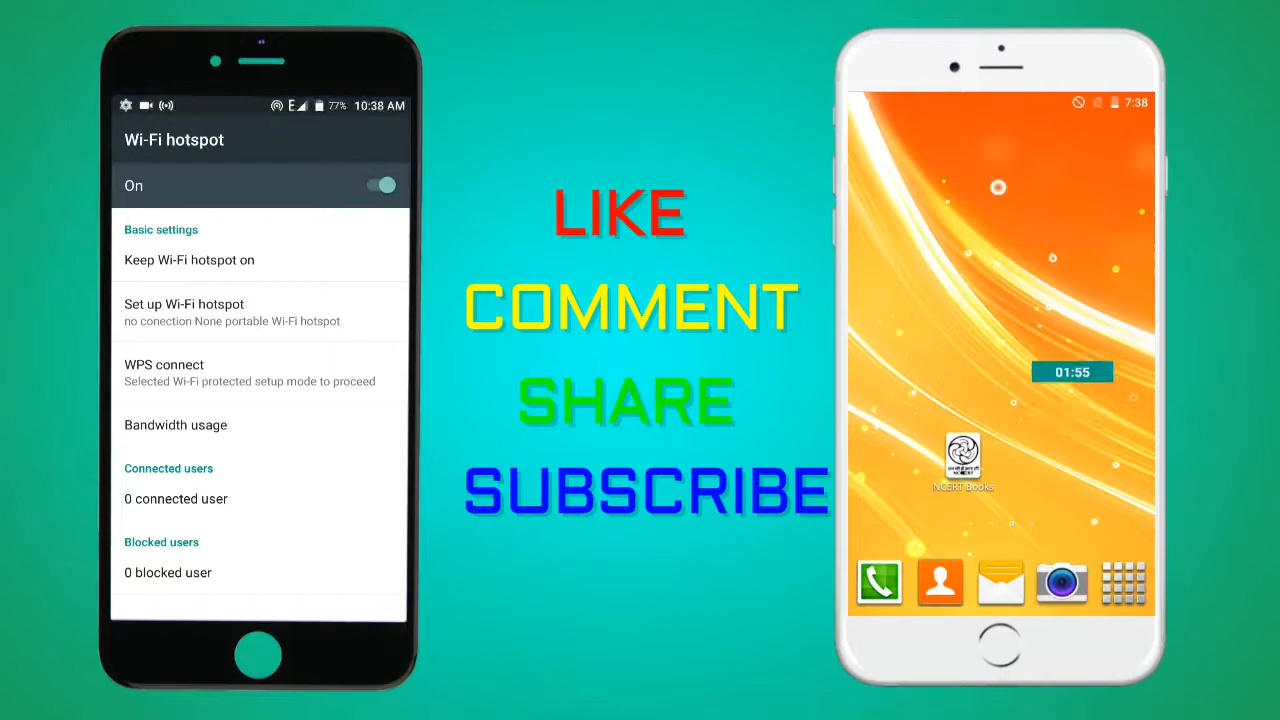 E 77% 10:38 AM
Wi-Fi hotspot
On
Basic settings
Keep Wi-Fi hotspot on
Set up Wi-Fi hotspot
no conection None portable Wi-Fi hotspot
WPS connect
Selected Wi-Fi protected setup mode to proceed
Bandwidth usage
Connected users
0 connected user
Blocked users
0 blocked user
LIKE
COMMENT
SHARE
SUBSCRIBE
7:38
01:55
NCERT
NCERT Books